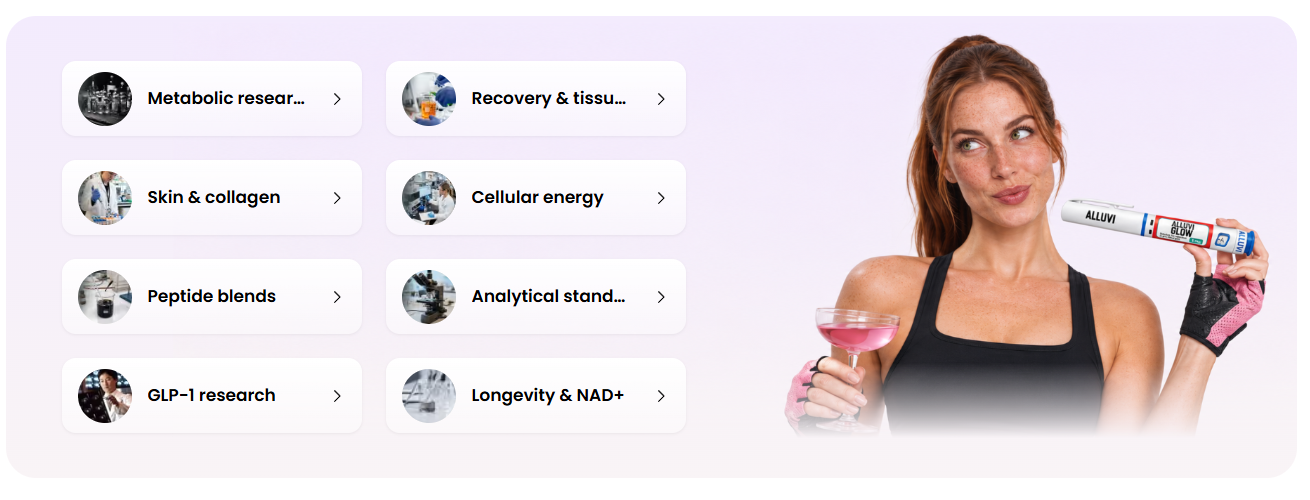 Metabolic resear...
Recovery & tissu...
Skin & collagen
Cellular energy
Peptide blends
Analytical stand...
GLP-1 research
Longevity & NAD+
ALLUVI
ALLUVI
GLOW
ALLUVI